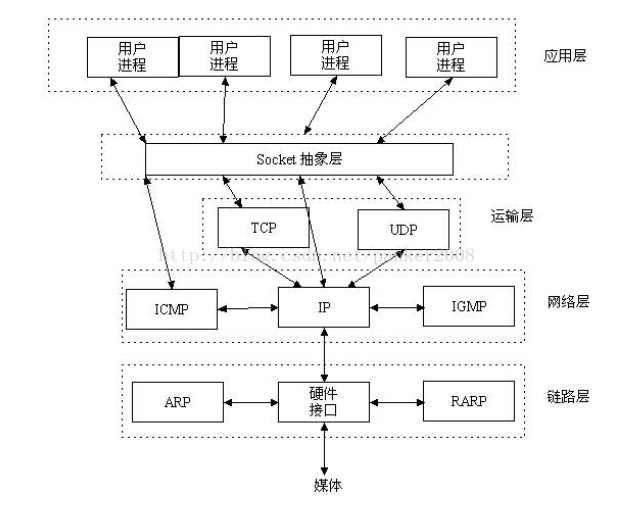 用户
进程
用户
进程
用户
进程
用户
进程
应用层
Socket 抽象层
TCP
UDP
运输层
http://blog.csdn.net/panker2008
ICMP
IP
IGMP
网络层
ARP
硬件
接口
RARP
链路层
媒体